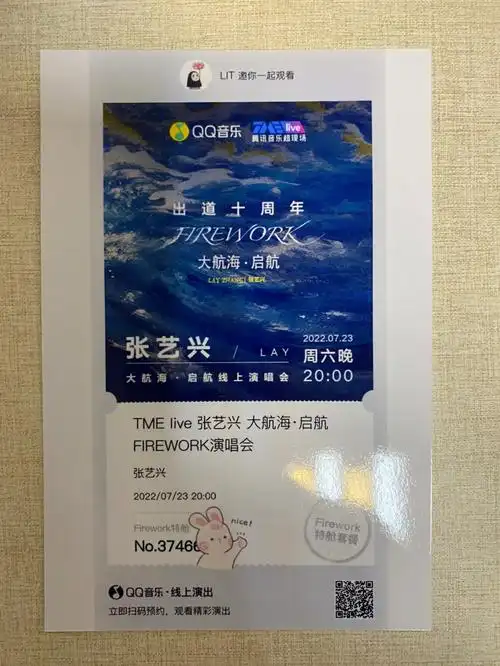 LIT 邀你一起观看
QQ音乐 TME live
腾讯音乐超现场
出道十周年
FIREWORK
大航海·启航
LAY ZHANG 张艺兴
张艺兴 / LAY
大航海·启航线上演唱会
2022.07.23
周六晚
20:00
TME live 张艺兴 大航海·启航
FIREWORK演唱会
张艺兴
2022/07/23 20:00
Firework特舱
No.3746
nice!
Firework
特舱套餐
QQ音乐·线上演出
立即扫码预约，观看精彩演出